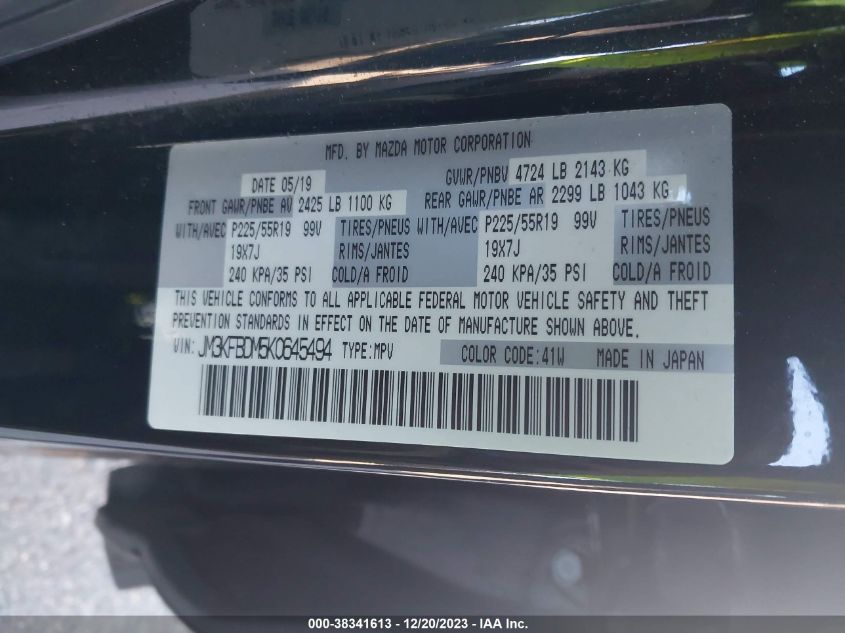 MFD. BY MAZDA MOTOR CORPORATION
DATE 05/19 GVWR/PNBV 4724 LB 2143 KG
FRONT GAWR/PNBE AV 2425 LB 1100 KG REAR GAWR/PNBE AR 2299 LB 1043 KG
WITH/AVEC P225/55R19 99V TIRES/PNEUS WITH/AVEC P225/55R19 99V TIRES/PNEUS
19X7J RIMS/JANTES 19X7J RIMS/JANTES
240 KPA/35 PSI COLD/A FROID 240 KPA/35 PSI COLD/A FROID
THIS VEHICLE CONFORMS TO ALL APPLICABLE FEDERAL MOTOR VEHICLE SAFETY AND THEFT
PREVENTION STANDARDS IN EFFECT ON THE DATE OF MANUFACTURE SHOWN ABOVE.
VIN: JM3KFBDM5K0645494 TYPE:MPV COLOR CODE:41W MADE IN JAPAN
000-38341613 - 12/20/2023 - IAA Inc.